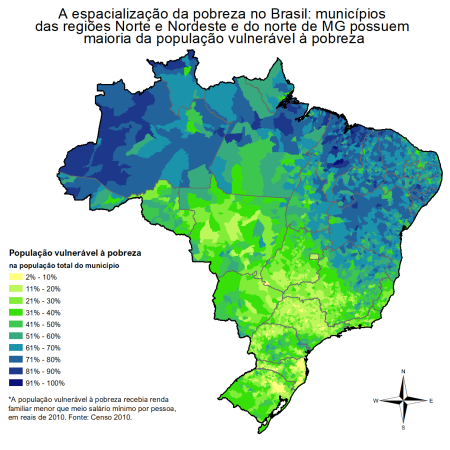 A espacialização da pobreza no Brasil: municípios
das regiões Norte e Nordeste e do norte de MG possuem
maioria da população vulnerável à pobreza
População vulnerável à pobreza
na população total do município
2% - 10%
11% - 20%
21% - 30%
31% - 40%
41% - 50%
51% - 60%
61% - 70%
71% - 80%
81% - 90%
91% - 100%
*A população vulnerável à pobreza recebia renda
familiar menor que meio salário mínimo por pessoa,
em reais de 2010. Fonte: Censo 2010.
N
W
E
S